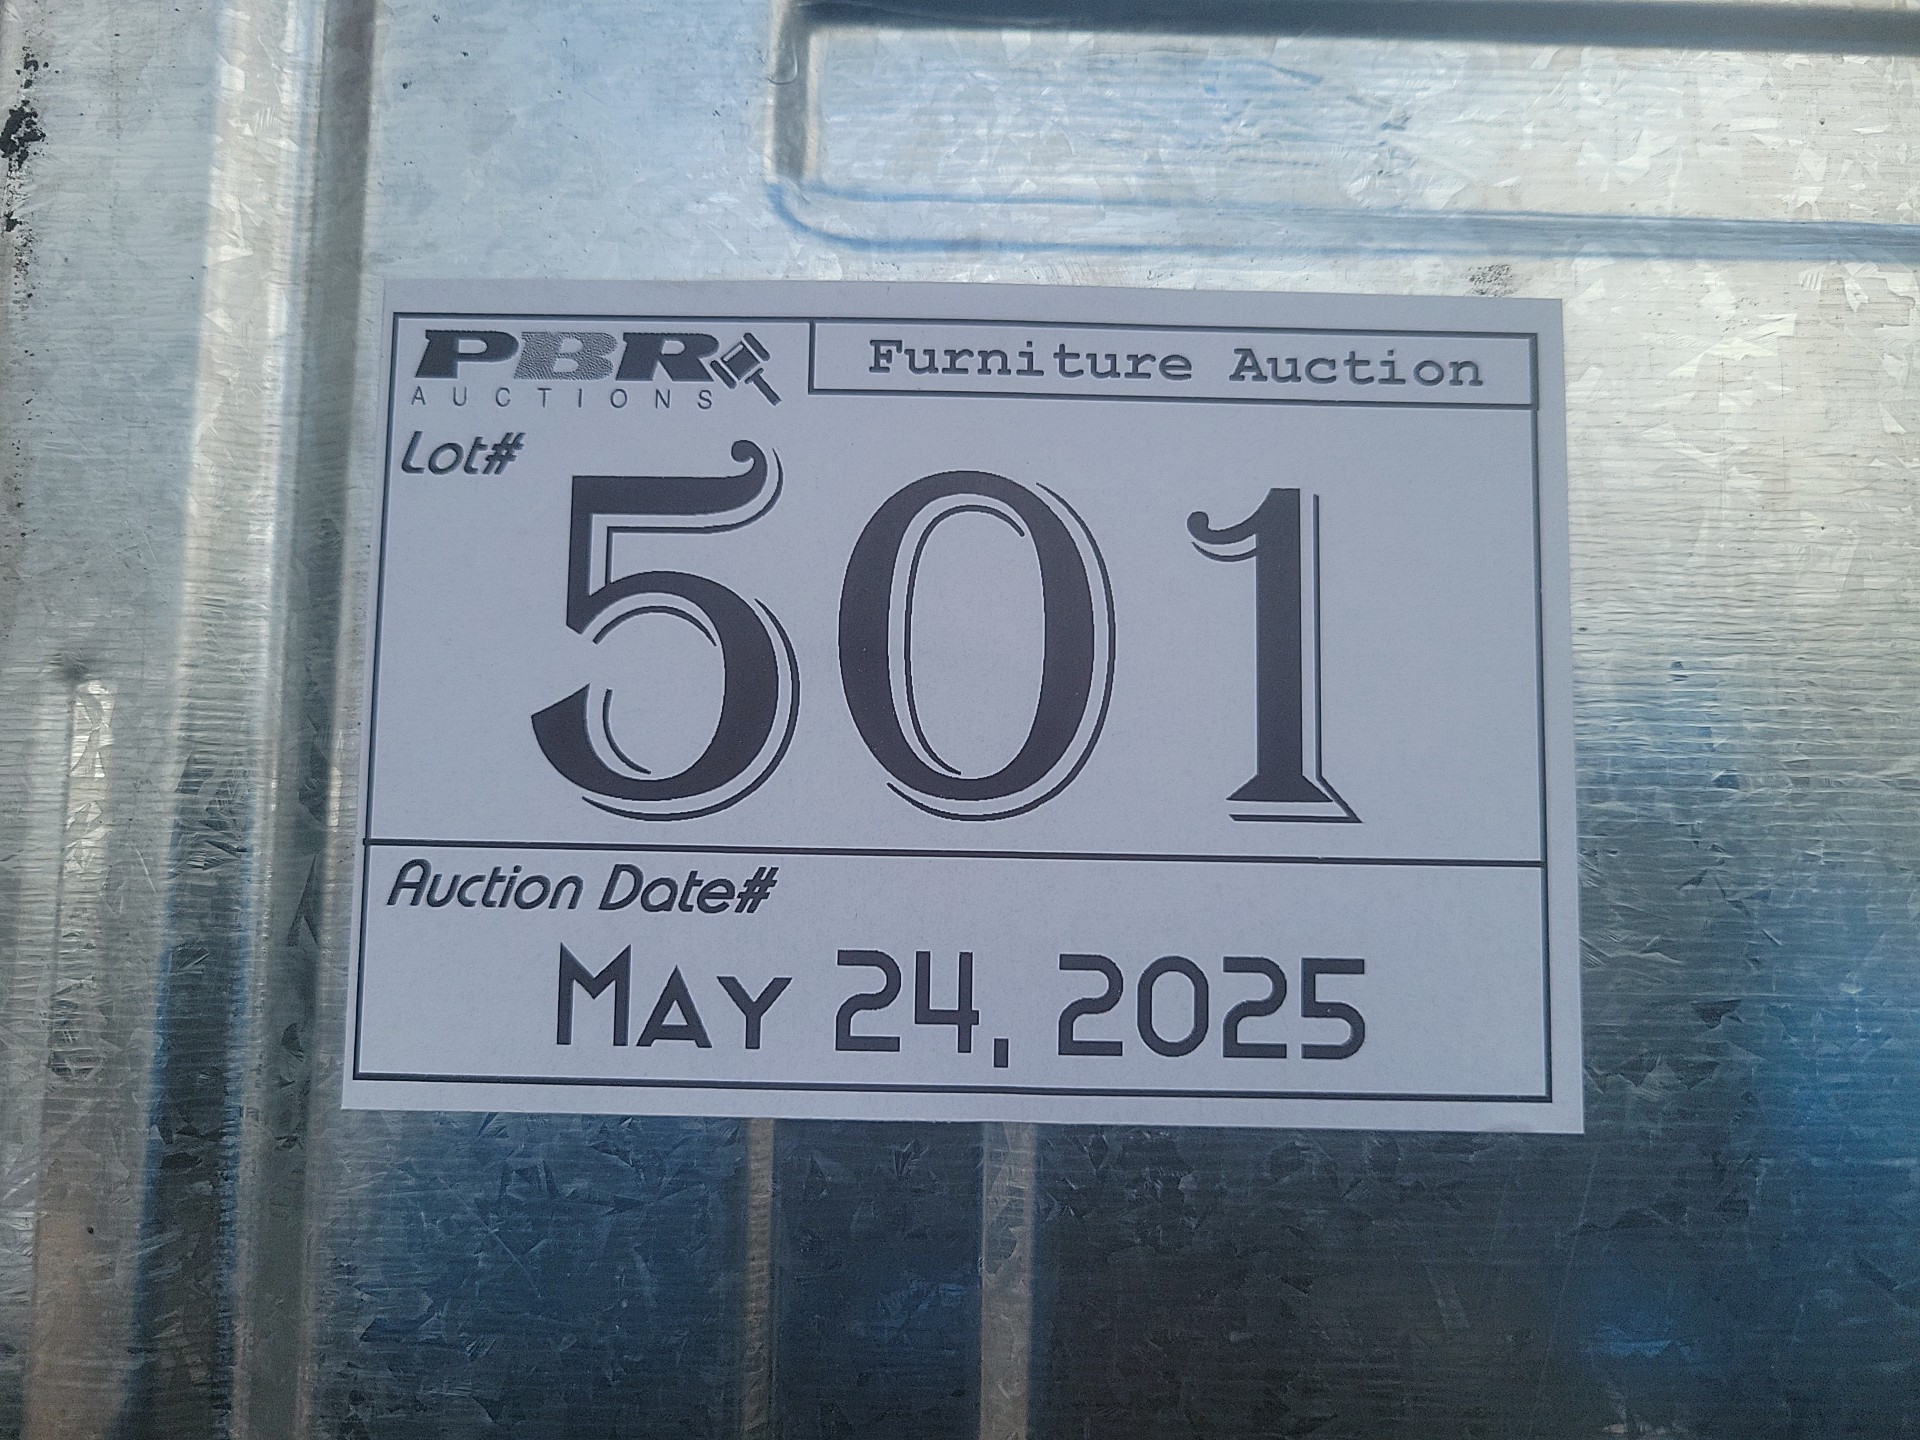 PBR
AUCTIONS
Furniture Auction
Lot#
501
Auction Date#
MAY 24, 2025